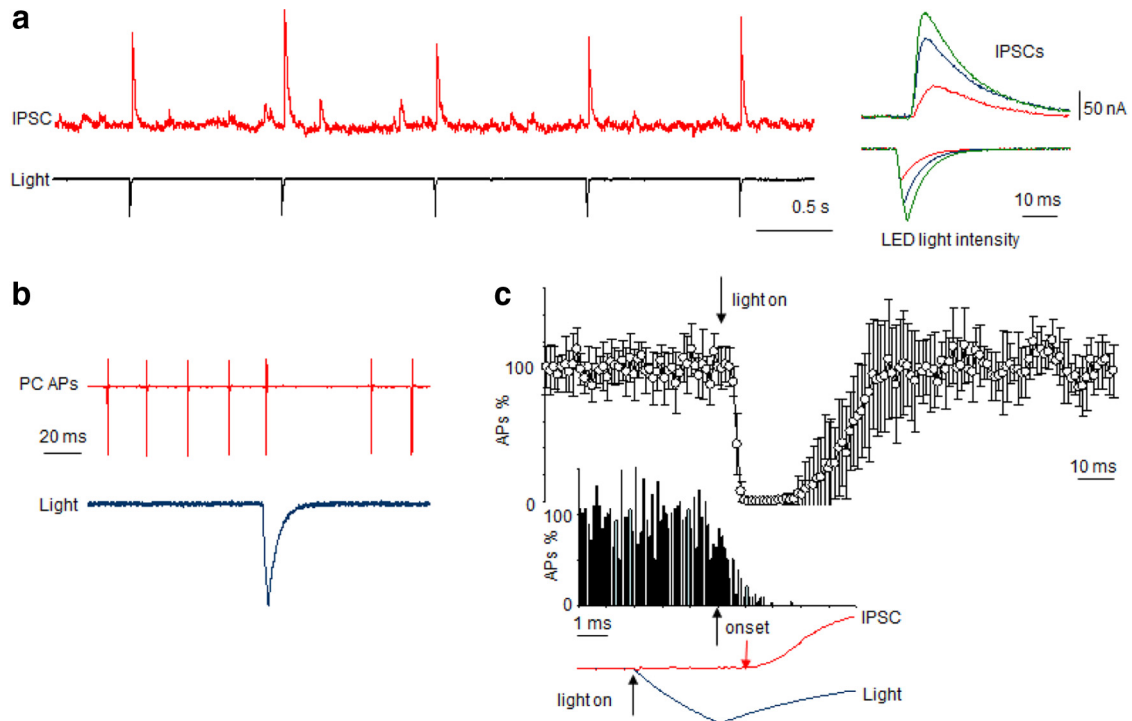 a
IPSC
Light
0.5 s
IPSCs
50 nA
10 ms
LED light intensity
b
PC APs
20 ms
Light
c
light on
100
APs %
0
10 ms
100
APs %
0
1 ms
onset
IPSC
light on
Light